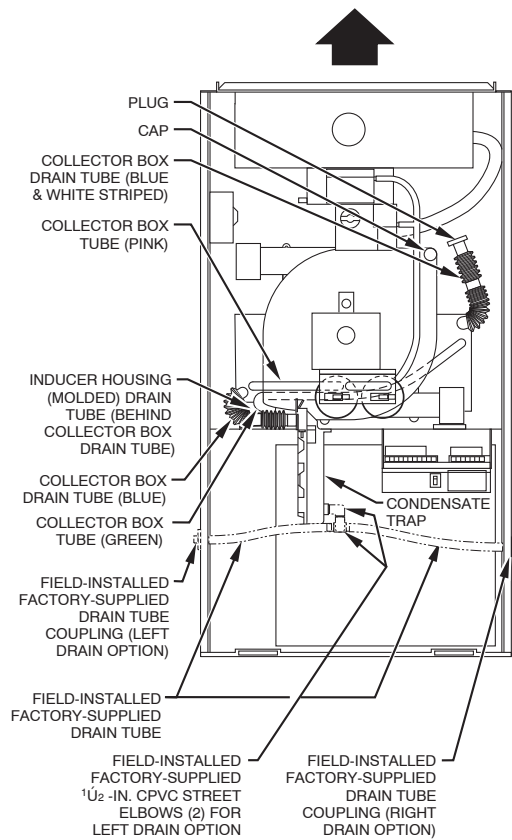 PLUG
CAP
COLLECTOR BOX
DRAIN TUBE (BLUE
& WHITE STRIPED)
COLLECTOR BOX
TUBE (PINK)
INDUCER HOUSING
(MOLDED) DRAIN
TUBE (BEHIND
COLLECTOR BOX
DRAIN TUBE)
COLLECTOR BOX
DRAIN TUBE (BLUE)
COLLECTOR BOX
TUBE (GREEN)
CONDENSATE
TRAP
FIELD-INSTALLED
FACTORY-SUPPLIED
DRAIN TUBE
COUPLING (LEFT
DRAIN OPTION)
FIELD-INSTALLED
FACTORY-SUPPLIED
DRAIN TUBE
FIELD-INSTALLED
FACTORY-SUPPLIED
1Ú2 -IN. CPVC STREET
ELBOWS (2) FOR
LEFT DRAIN OPTION
FIELD-INSTALLED
FACTORY-SUPPLIED
DRAIN TUBE
COUPLING (RIGHT
DRAIN OPTION)